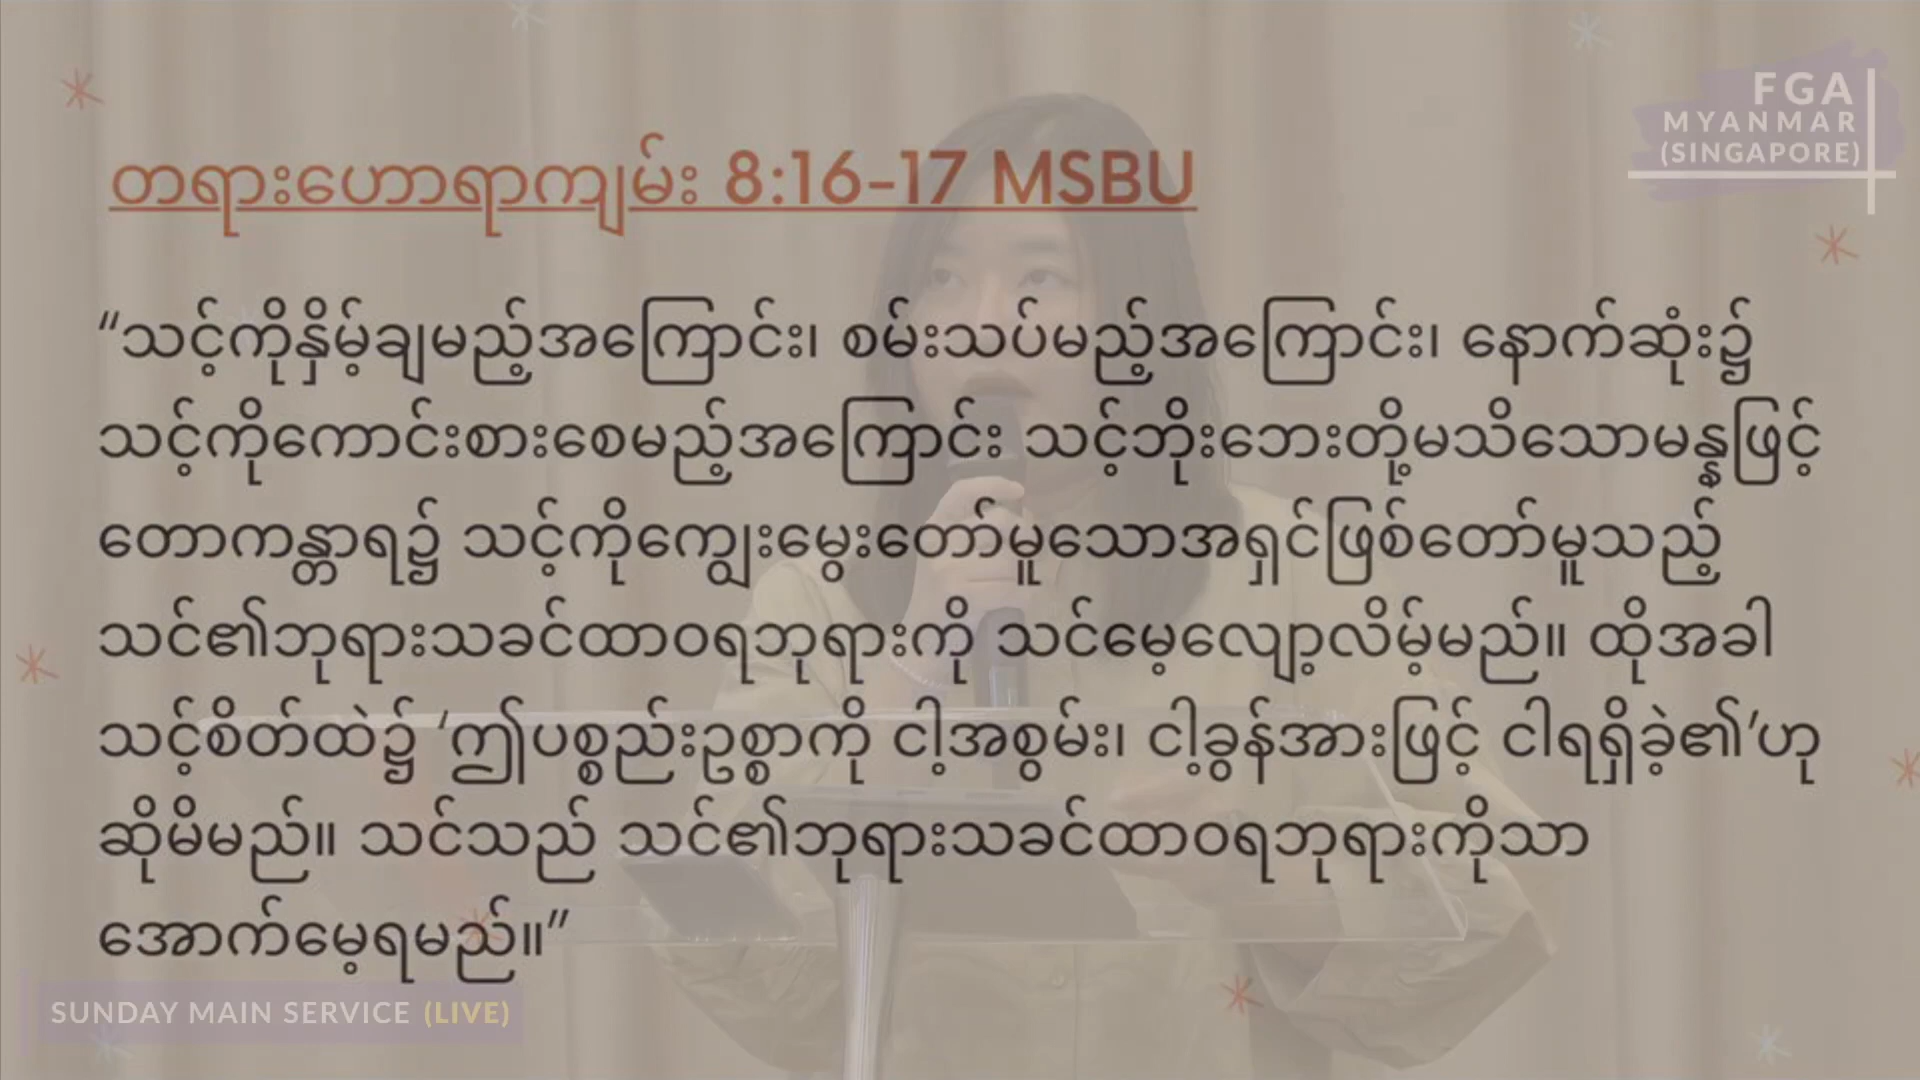 FGA
MYANMAR
(SINGAPORE)
တရားဟောရာကျမ်း 8:16-17 MSBU
“သင့်ကိုနှိမ့်ချမည့်အကြောင်း၊ စမ်းသပ်မည့်အကြောင်း၊ နောက်ဆုံး၌
သင့်ကိုကောင်းစားစေမည့်အကြောင်း သင့်ဘိုးဘေးတို့မသိသောမန္နဖြင့်
တောကန္တာရ၌ သင့်ကိုကျွေးမွေးတော်မူသောအရှင်ဖြစ်တော်မူသည့်
သင်၏ဘုရားသခင်ထာဝရဘုရားကို သင်မေ့လျော့လိမ့်မည်။ ထိုအခါ
သင့်စိတ်ထဲ၌ ‘ဤပစ္စည်းဥစ္စာကို ငါ့အစွမ်း၊ ငါ့ခွန်အားဖြင့် ငါရရှိခဲ့၏’ဟု
ဆိုမိမည်။ သင်သည် သင်၏ဘုရားသခင်ထာဝရဘုရားကိုသာ
အောက်မေ့ရမည်။”
SUNDAY MAIN SERVICE (LIVE)